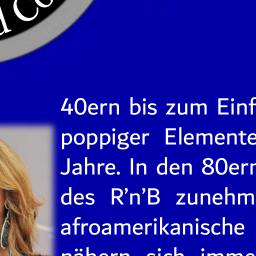 d Co
40ern bis zum Einf
poppiger Elemente
Jahre. In den 80ern
des R'n'B zunehm
afroamerikanische
nähern sich imme